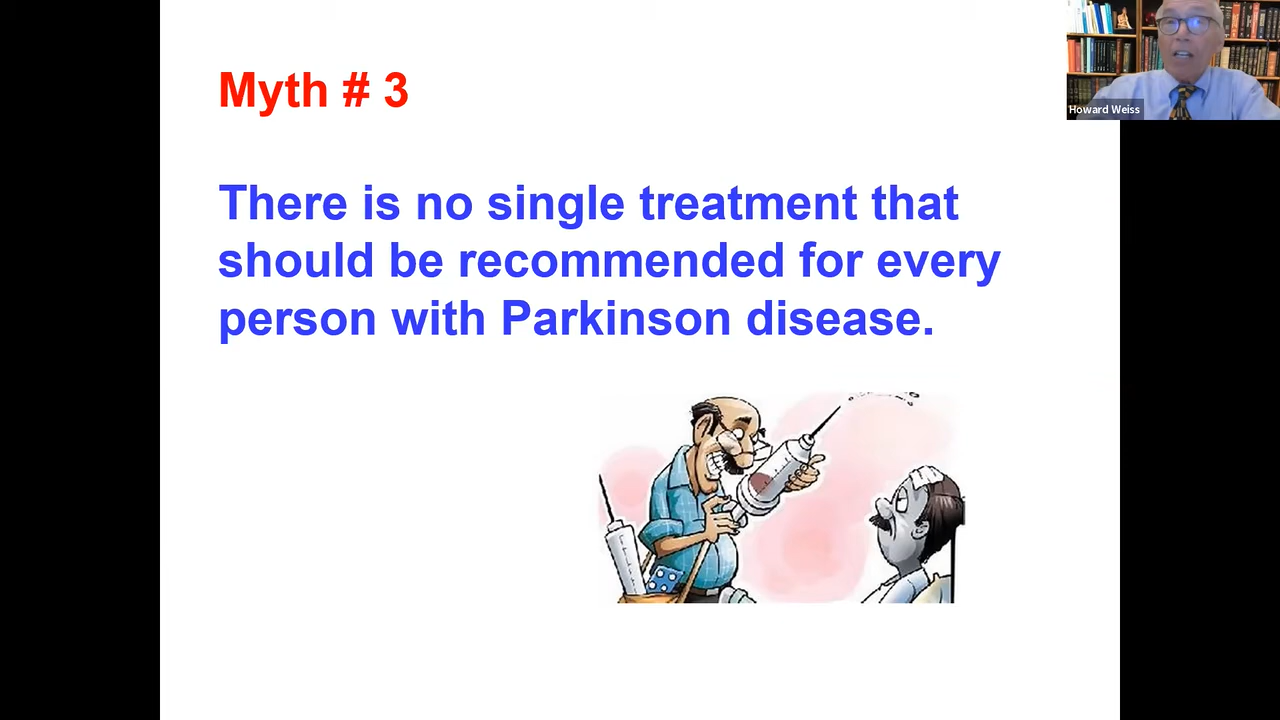 Myth # 3
There is no single treatment that
should be recommended for every
person with Parkinson disease.
Howard Weiss